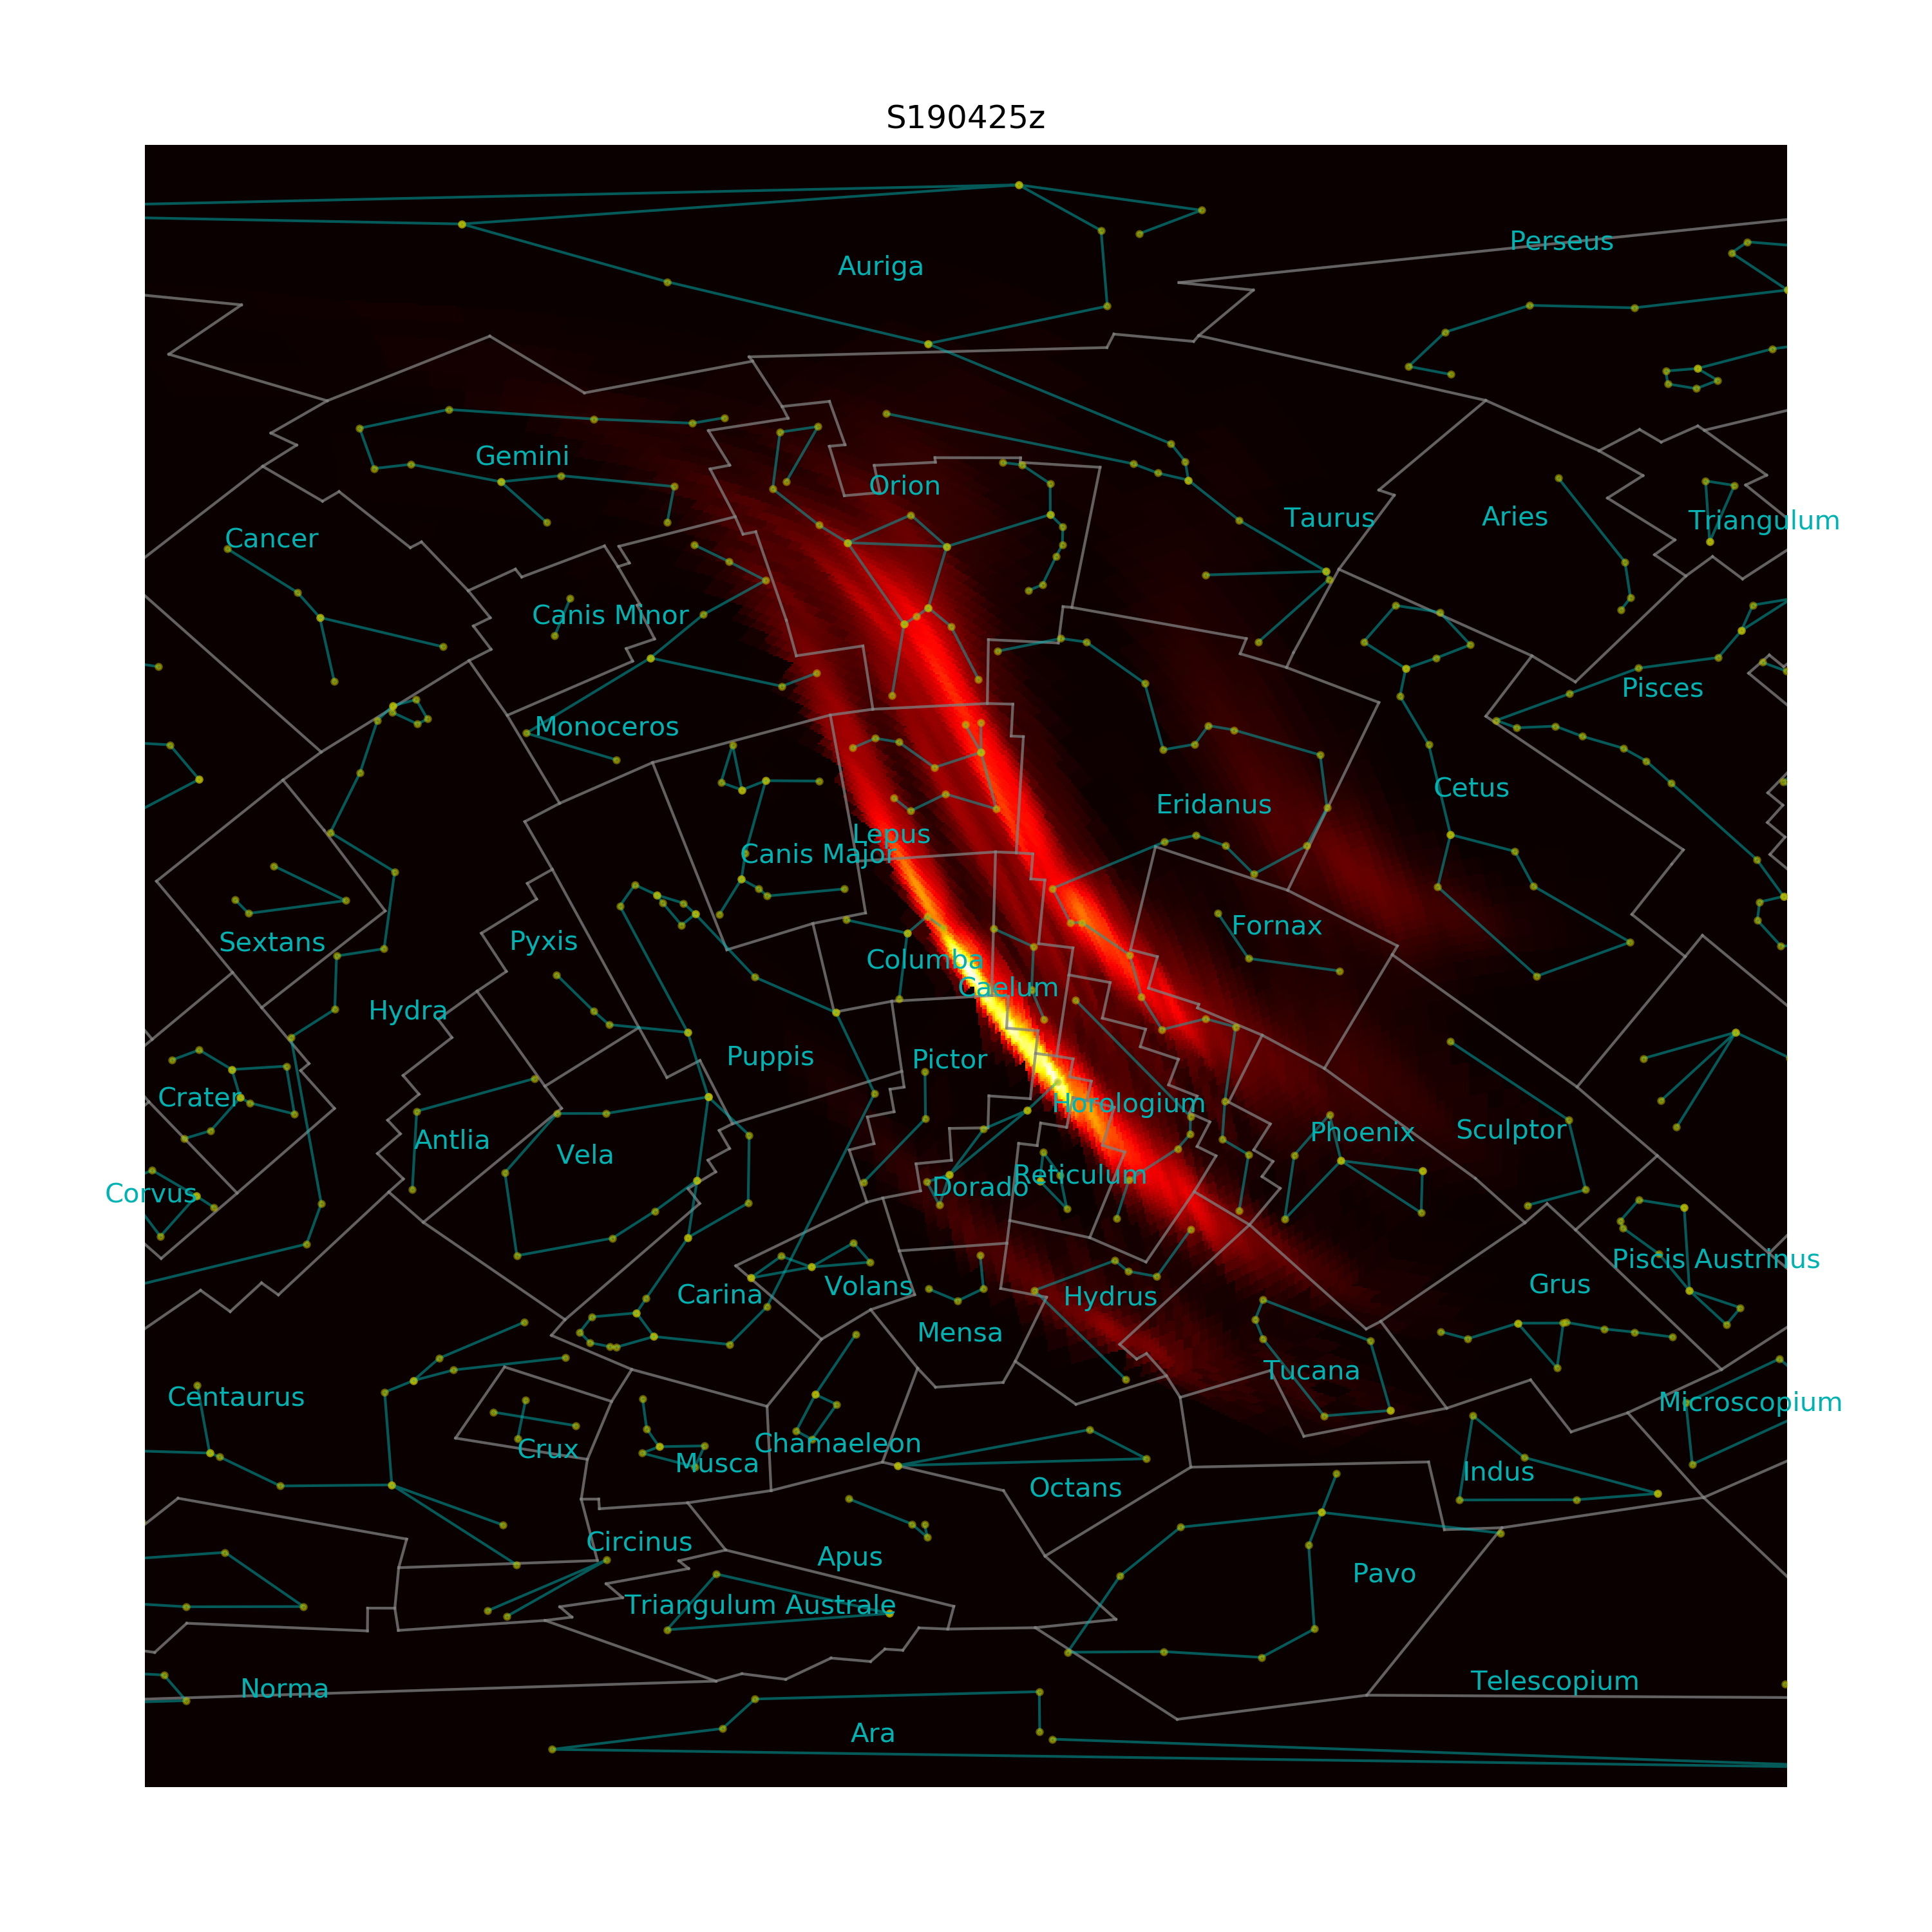 S190425z
Perseus
Auriga
Gemini
Orion
Taurus
Aries
Triangulum
Cancer
Canis Minor
Pisces
Monoceros
Cetus
Eridanus
Lepus
Canis Major
Fornax
Sextans
Pyxis
Columba
Caelum
Hydra
Puppis
Pictor
Crater
Horologium
Antlia
Vela
Phoenix
Sculptor
Corvus
Dorado
Reticulum
Piscis Austrinus
Carina
Volans
Hydrus
Grus
Mensa
Tucana
Centaurus
Microscopium
Crux
Musca
Chamaeleon
Octans
Indus
Circinus
Apus
Pavo
Triangulum Australe
Norma
Telescopium
Ara